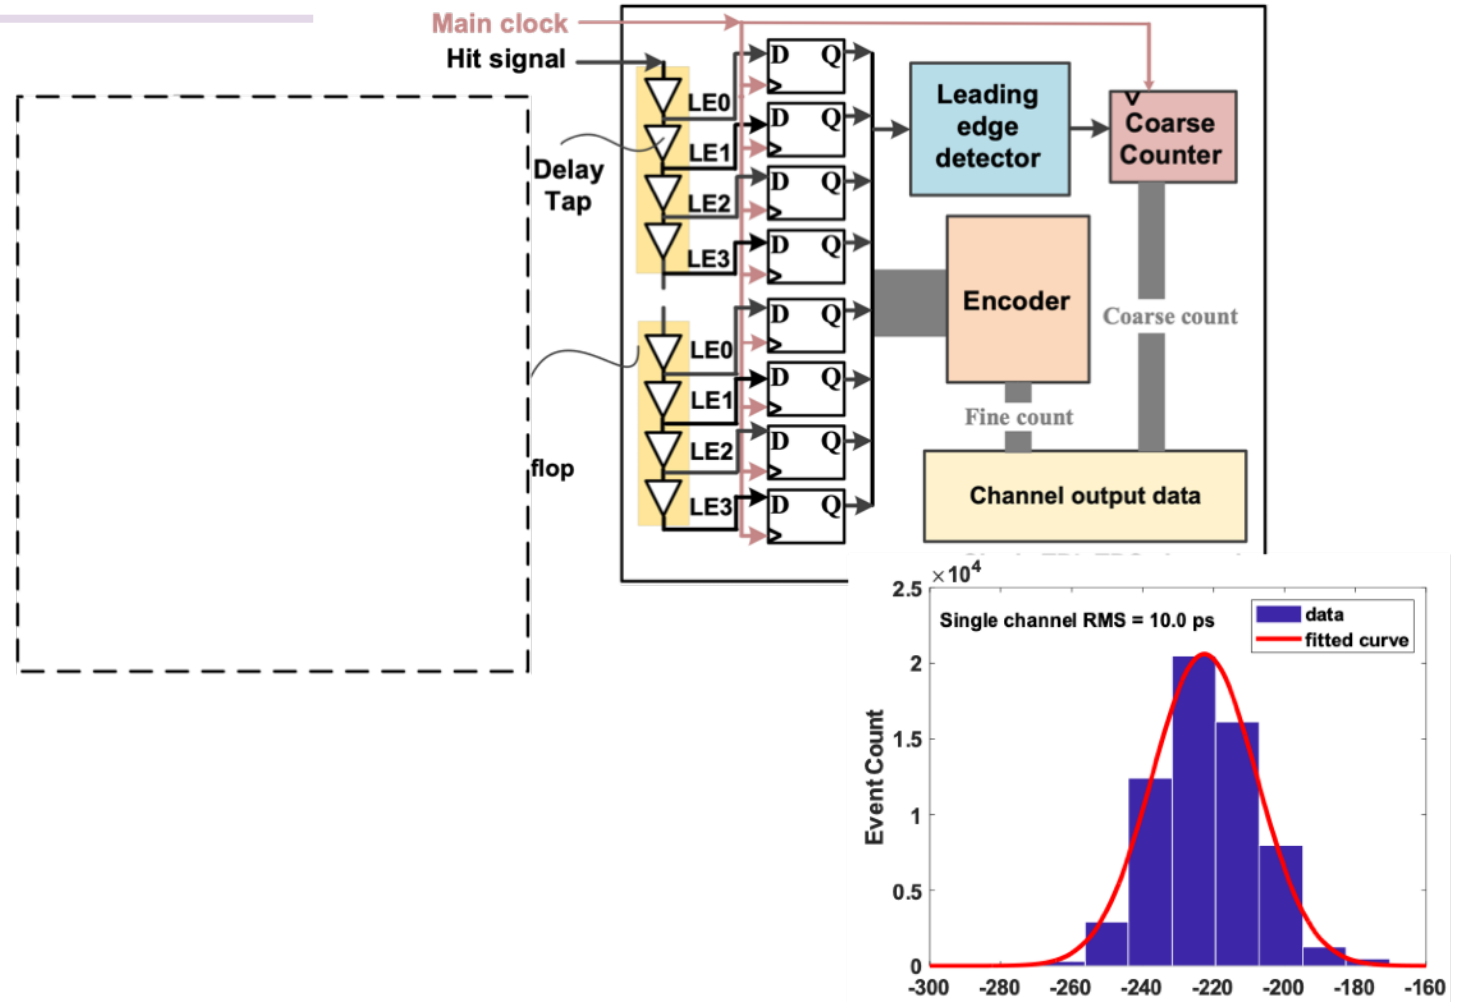 Main clock
Hit signal
Delay
Tap
flop
LE0
LE1
LE2
LE3
LE0
LE1
LE2
LE3
D Q
D Q
D Q
D Q
D Q
D Q
D Q
D Q
Leading
edge
detector
Coarse
Counter
Encoder
Coarse count
Fine count
Channel output data
×10⁴
2.5
2
1.5
1
0.5
0
Event Count
Single channel RMS = 10.0 ps
data
fitted curve
-300 -280 -260 -240 -220 -200 -180 -160